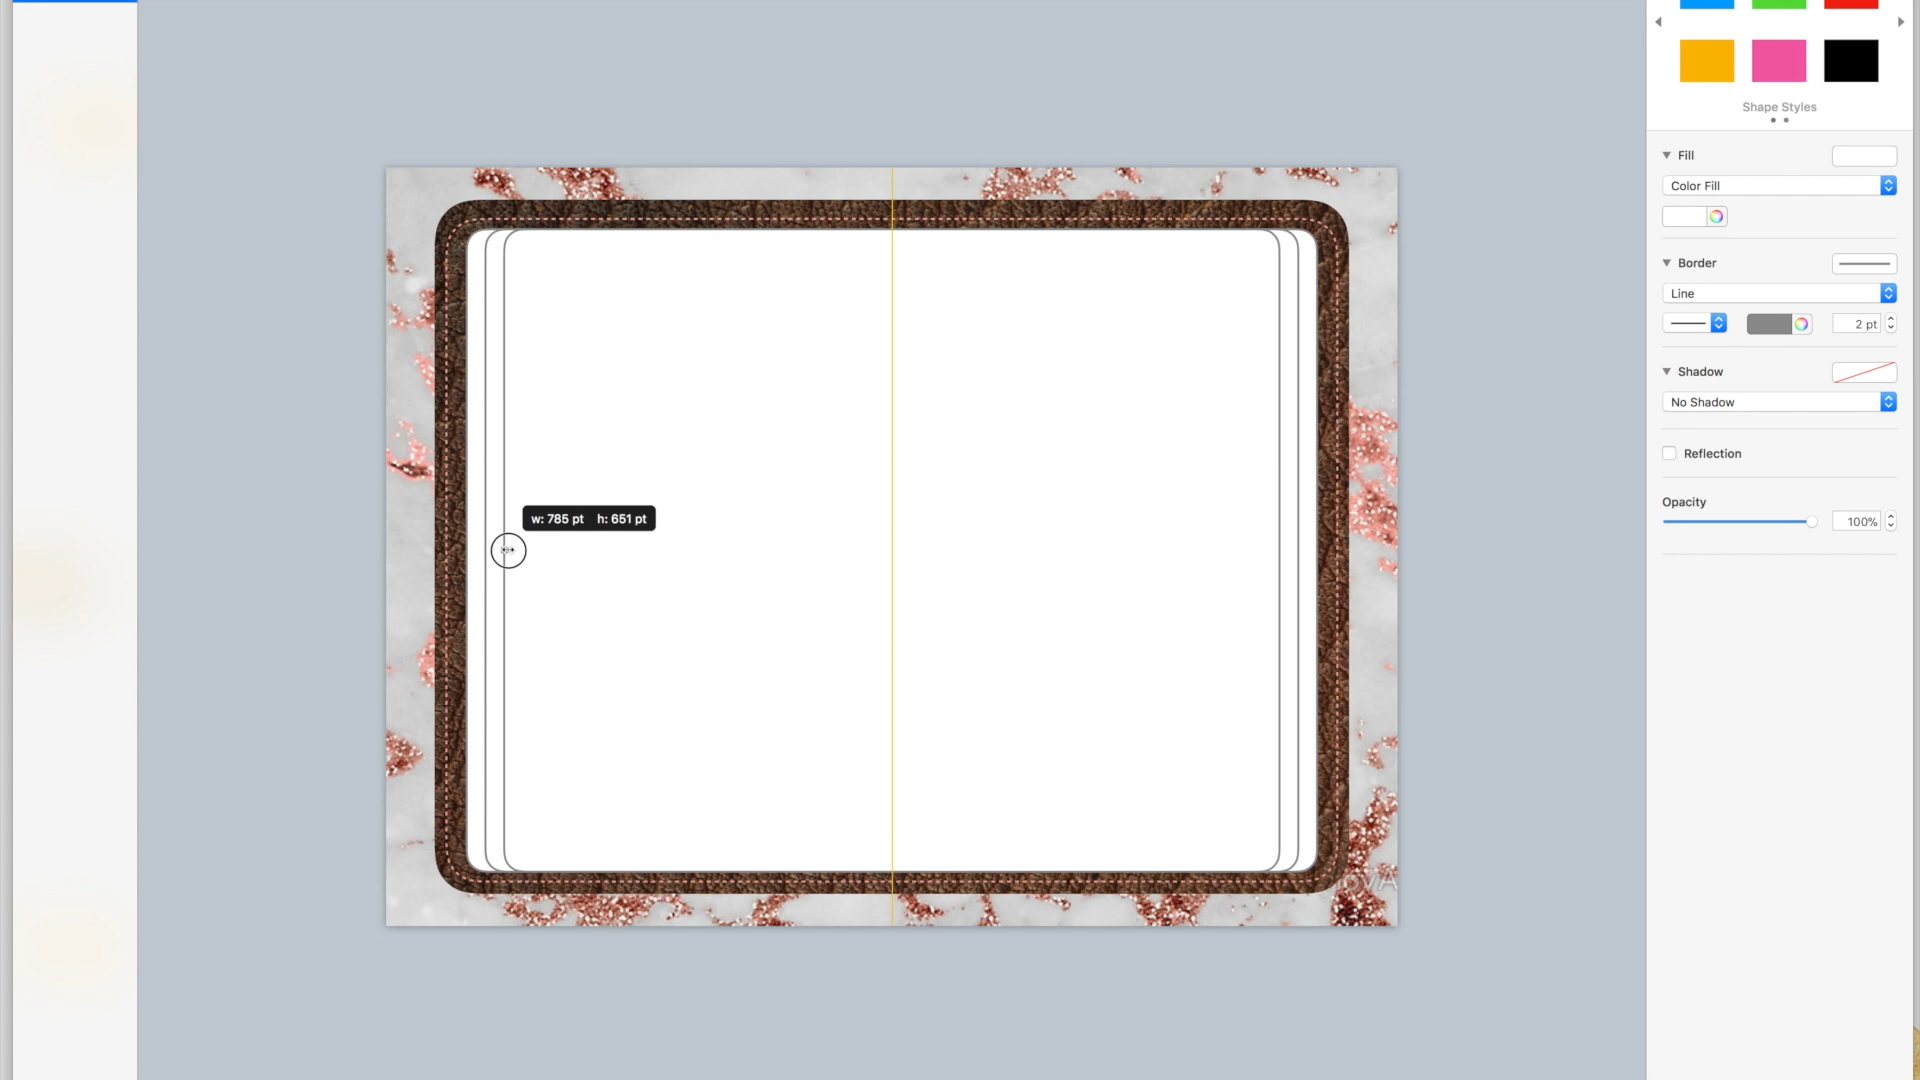 Shape Styles
Fill
Color Fill
Border
Line
2 pt
Shadow
No Shadow
Reflection
Opacity
100%
w: 785 pt h: 651 pt